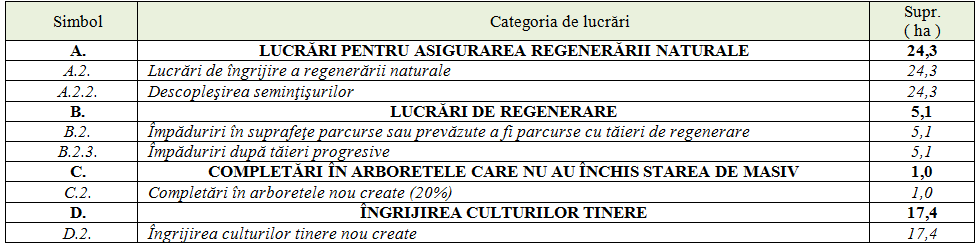 Simbol Categoria de lucrări Supr.
( ha )
A. LUCRĂRI PENTRU ASIGURAREA REGENERĂRII NATURALE 24,3
A.2. Lucrări de îngrijire a regenerării naturale 24,3
A.2.2. Descopleşirea seminţişurilor 24,3
B. LUCRĂRI DE REGENERARE 5,1
B.2. Împăduriri în suprafeţe parcurse sau prevăzute a fi parcurse cu tăieri de regenerare 5,1
B.2.3. Împăduriri după tăieri progresive 5,1
C. COMPLETĂRI ÎN ARBORETELE CARE NU AU ÎNCHIS STAREA DE MASIV 1,0
C.2. Completări în arboretele nou create (20%) 1,0
D. ÎNGRIJIREA CULTURILOR TINERE 17,4
D.2. Îngrijirea culturilor tinere nou create 17,4